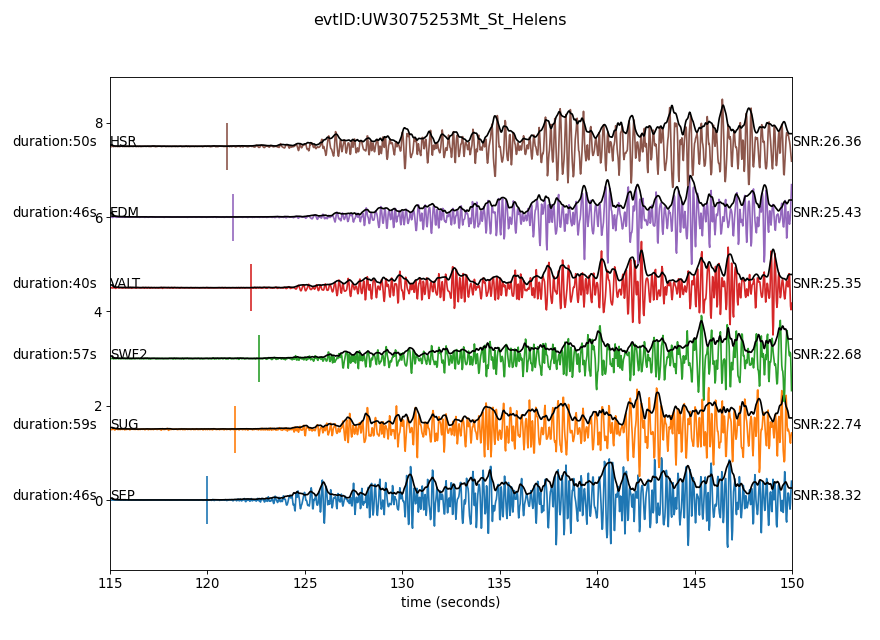 evtID:UW3075253Mt_St_Helens
8
duration:50s HSR SNR:26.36
duration:46s EDM SNR:25.43
6
duration:40s VALT SNR:25.35
4
duration:57s SWF2 SNR:22.68
2
duration:59s SUG SNR:22.74
duration:46s SEP SNR:38.32
0
115 120 125 130 135 140 145 150
time (seconds)